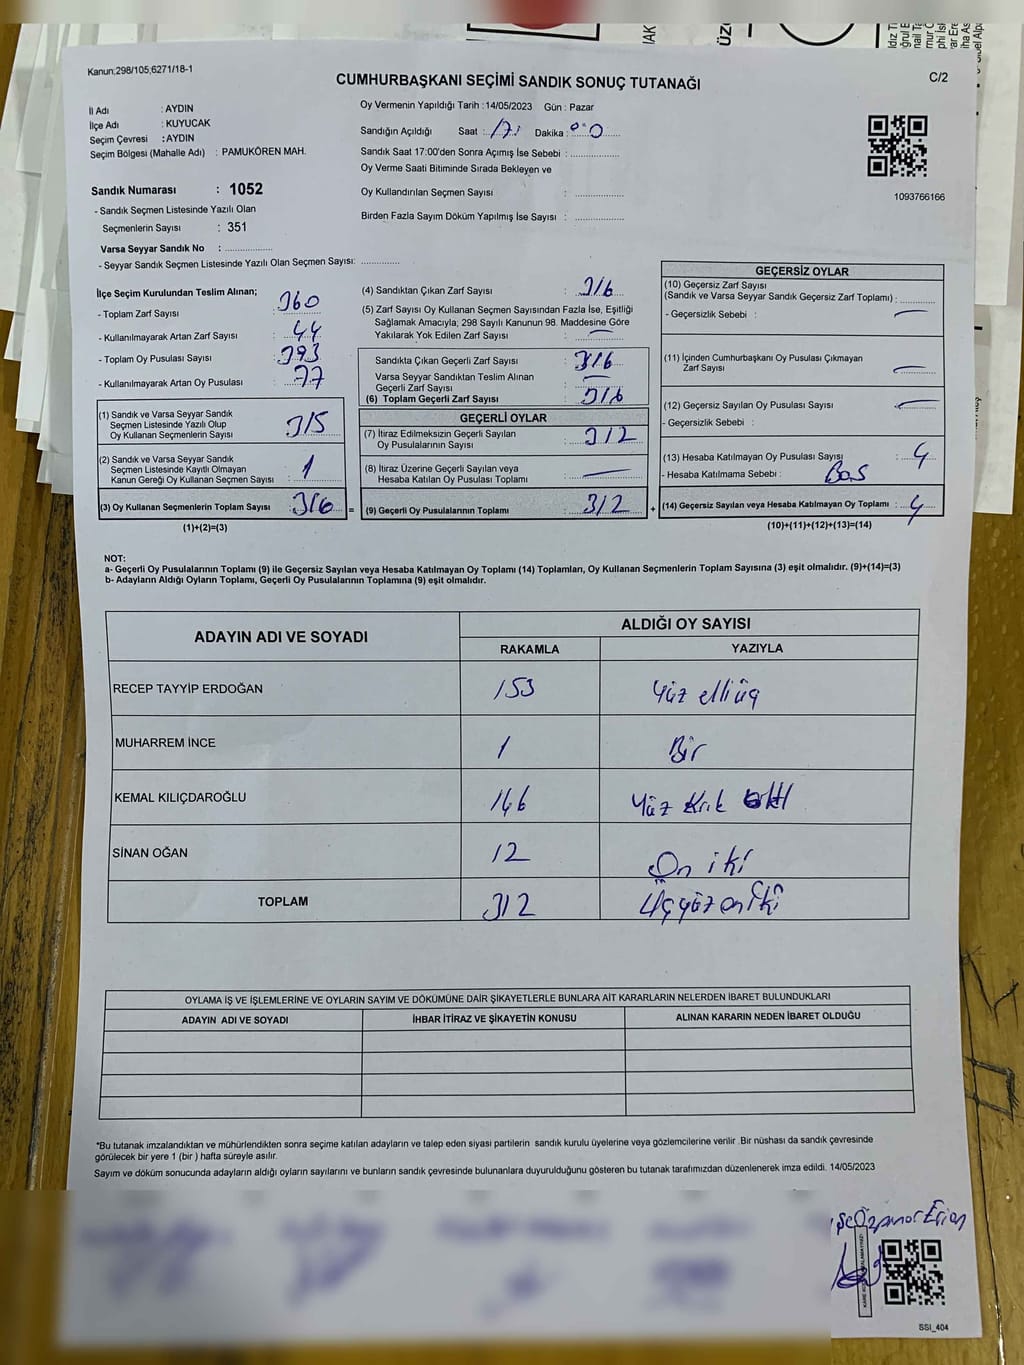 Kanun;298/105;6271/18-1
CUMHURBAŞKANI SEÇİMİ SANDIK SONUÇ TUTANAĞI
C/2
İl Adı : AYDIN
İlçe Adı : KUYUCAK
Seçim Çevresi : AYDIN
Seçim Bölgesi (Mahalle Adı) : PAMUKÖREN MAH.
Sandık Numarası : 1052
- Sandık Seçmen Listesinde Yazılı Olan
Seçmenlerin Sayısı : 351
Varsa Seyyar Sandık No : ................
- Seyyar Sandık Seçmen Listesinde Yazılı Olan Seçmen Sayısı: ............
Oy Vermenin Yapıldığı Tarih :14/05/2023 Gün : Pazar
Sandığın Açıldığı Saat : 17: Dakika : 00
Sandık Saat 17:00'den Sonra Açımış İse Sebebi : ................
Oy Verme Saati Bitiminde Sırada Bekleyen ve
Oy Kullandırılan Seçmen Sayısı : ................
Birden Fazla Sayım Döküm Yapılmış İse Sayısı : ................
1093766166
İlçe Seçim Kurulundan Teslim Alınan;
- Toplam Zarf Sayısı : 360
- Kullanılmayarak Artan Zarf Sayısı : 44
- Toplam Oy Pusulası Sayısı : 393
- Kullanılmayarak Artan Oy Pusulası : 77
(1) Sandık ve Varsa Seyyar Sandık
Seçmen Listesinde Yazılı Olup
Oy Kullanan Seçmenlerin Sayısı : 315
(2) Sandık ve Varsa Seyyar Sandık
Seçmen Listesinde Kayıtlı Olmayan
Kanun Gereği Oy Kullanan Seçmen Sayısı : 1
(3) Oy Kullanan Seçmenlerin Toplam Sayısı : 316 =
(1)+(2)=(3)
(4) Sandıktan Çıkan Zarf Sayısı : 316
(5) Zarf Sayısı Oy Kullanan Seçmen Sayısından Fazla İse, Eşitliği
Sağlamak Amacıyla; 298 Sayılı Kanunun 98. Maddesine Göre
Yakılarak Yok Edilen Zarf Sayısı : —
Sandıkta Çıkan Geçerli Zarf Sayısı : 316
Varsa Seyyar Sandıktan Teslim Alınan
Geçerli Zarf Sayısı : —
(6) Toplam Geçerli Zarf Sayısı : 316
GEÇERLİ OYLAR
(7) İtiraz Edilmeksizin Geçerli Sayılan
Oy Pusulalarının Sayısı : 312
(8) İtiraz Üzerine Geçerli Sayılan veya
Hesaba Katılan Oy Pusulası Toplamı : —
(9) Geçerli Oy Pusulalarının Toplamı : 312 +
GEÇERSİZ OYLAR
(10) Geçersiz Zarf Sayısı
(Sandık ve Varsa Seyyar Sandık Geçersiz Zarf Toplamı) : ............
- Geçersizlik Sebebi : —
(11) İçinden Cumhurbaşkanı Oy Pusulası Çıkmayan
Zarf Sayısı : —
(12) Geçersiz Sayılan Oy Pusulası Sayısı : —
- Geçersizlik Sebebi :
(13) Hesaba Katılmayan Oy Pusulası Sayısı : 4
- Hesaba Katılmama Sebebi : Boş
(14) Geçersiz Sayılan veya Hesaba Katılmayan Oy Toplamı : 4
(10)+(11)+(12)+(13)=(14)
NOT:
a- Geçerli Oy Pusulalarının Toplamı (9) ile Geçersiz Sayılan veya Hesaba Katılmayan Oy Toplamı (14) Toplamları, Oy Kullanan Seçmenlerin Toplam Sayısına (3) eşit olmalıdır. (9)+(14)=(3)
b- Adayların Aldığı Oyların Toplamı, Geçerli Oy Pusulalarının Toplamına (9) eşit olmalıdır.
ADAYIN ADI VE SOYADI
ALDIĞI OY SAYISI
RAKAMLA YAZIYLA
RECEP TAYYİP ERDOĞAN 153 Yüz elliüç
MUHARREM İNCE 1 Bir
KEMAL KILIÇDAROĞLU 146 Yüz Kırk altı
SİNAN OĞAN 12 On iki
TOPLAM 312 Üçyüz oniki
OYLAMA İŞ VE İŞLEMLERİNE VE OYLARIN SAYIM VE DÖKÜMÜNE DAİR ŞİKAYETLERLE BUNLARA AİT KARARLARIN NELERDEN İBARET BULUNDUKLARI
ADAYIN ADI VE SOYADI İHBAR İTİRAZ VE ŞİKAYETİN KONUSU ALINAN KARARIN NEDEN İBARET OLDUĞU
*Bu tutanak imzalandıktan ve mühürlendikten sonra seçime katılan adayların ve talep eden siyasi partilerin sandık kurulu üyelerine veya gözlemcilerine verilir .Bir nüshası da sandık çevresinde
görülecek bir yere 1 (bir ) hafta süreyle asılır.
Sayım ve döküm sonucunda adayların aldığı oyların sayılarını ve bunların sandık çevresinde bulunanlara duyurulduğunu gösteren bu tutanak tarafımızdan düzenlenerek imza edildi. 14/05/2023
SSI_404